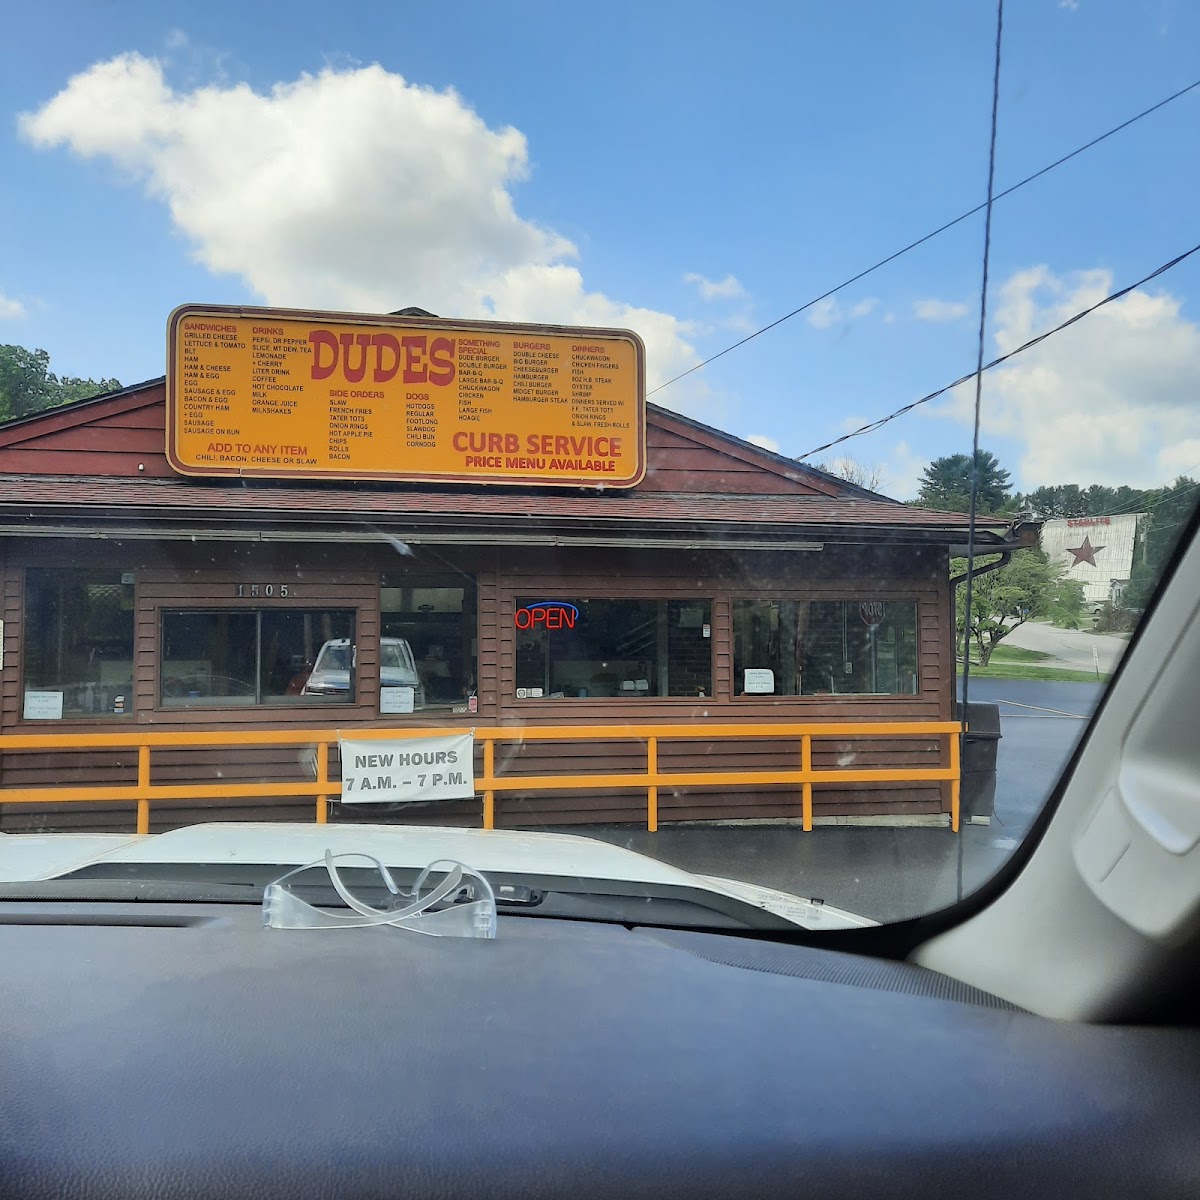 SANDWICHES
GRILLED CHEESE
LETTUCE & TOMATO
BLT
HAM
HAM & CHEESE
HAM & EGG
EGG
SAUSAGE & EGG
BACON & EGG
COUNTRY HAM
+ EGG
SAUSAGE
SAUSAGE ON BUN
DRINKS
PEPSI, DR PEPPER
SLICE, MT DEW, TEA
LEMONADE
+ CHERRY
LITER DRINK
COFFEE
HOT CHOCOLATE
MILK
ORANGE JUICE
MILKSHAKES
DUDES
SIDE ORDERS
SLAW
FRENCH FRIES
TATER TOTS
ONION RINGS
HOT APPLE PIE
CHIPS
ROLLS
BACON
DOGS
HOTDOGS
REGULAR
FOOTLONG
SLAWDOG
CHILI BUN
CORNDOG
SOMETHING
SPECIAL
DUDE BURGER
DOUBLE BURGER
BAR-B-Q
LARGE BAR-B-Q
CHUCKWAGON
CHICKEN
FISH
LARGE FISH
HOAGIE
BURGERS
DOUBLE CHEESE
BIG BURGER
CHEESEBURGER
HAMBURGER
CHILI BURGER
MIDGET BURGER
HAMBURGER STEAK
DINNERS
CHUCKWAGON
CHICKEN FINGERS
FISH
8OZ H.B. STEAK
OYSTER
SHRIMP
DINNERS SERVED W/
F.F, TATER TOTS
ONION RINGS
& SLAW, FRESH ROLLS
ADD TO ANY ITEM
CHILI, BACON, CHEESE OR SLAW
CURB SERVICE
PRICE MENU AVAILABLE
STARLITE
1505
OPEN
STOP
NEW HOURS
7 A.M. – 7 P.M.